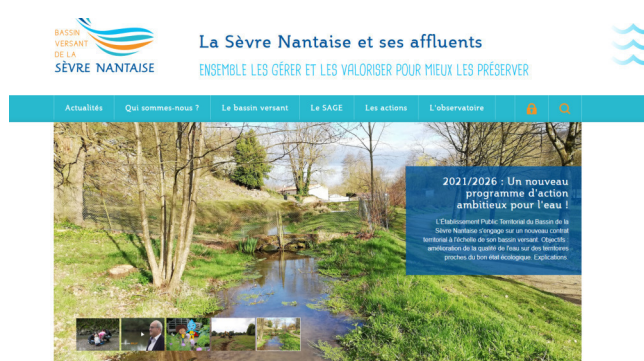 BASSIN
VERSANT
DE LA
SÈVRE NANTAISE
La Sèvre Nantaise et ses affluents
ENSEMBLE LES GÉRER ET LES VALORISER POUR MIEUX LES PRÉSERVER
Actualités Qui sommes-nous ? Le bassin versant Le SAGE Les actions L'observatoire
2021/2026 : Un nouveau
programme d'action
ambitieux pour l'eau !
L'Établissement Public Territorial du Bassin de la
Sèvre Nantaise s'engage sur un nouveau contrat
territorial à l'échelle de son bassin versant. Objectifs :
amélioration de la qualité de l'eau sur des territoires
proches du bon état écologique. Explications.